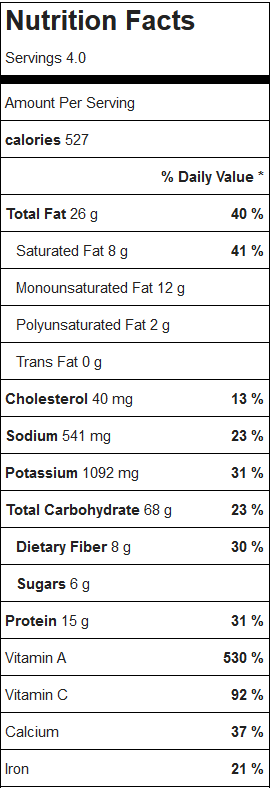 Nutrition Facts
Servings 4.0
Amount Per Serving
calories 527
% Daily Value *
Total Fat 26 g 40 %
Saturated Fat 8 g 41 %
Monounsaturated Fat 12 g
Polyunsaturated Fat 2 g
Trans Fat 0 g
Cholesterol 40 mg 13 %
Sodium 541 mg 23 %
Potassium 1092 mg 31 %
Total Carbohydrate 68 g 23 %
Dietary Fiber 8 g 30 %
Sugars 6 g
Protein 15 g 31 %
Vitamin A 530 %
Vitamin C 92 %
Calcium 37 %
Iron 21 %